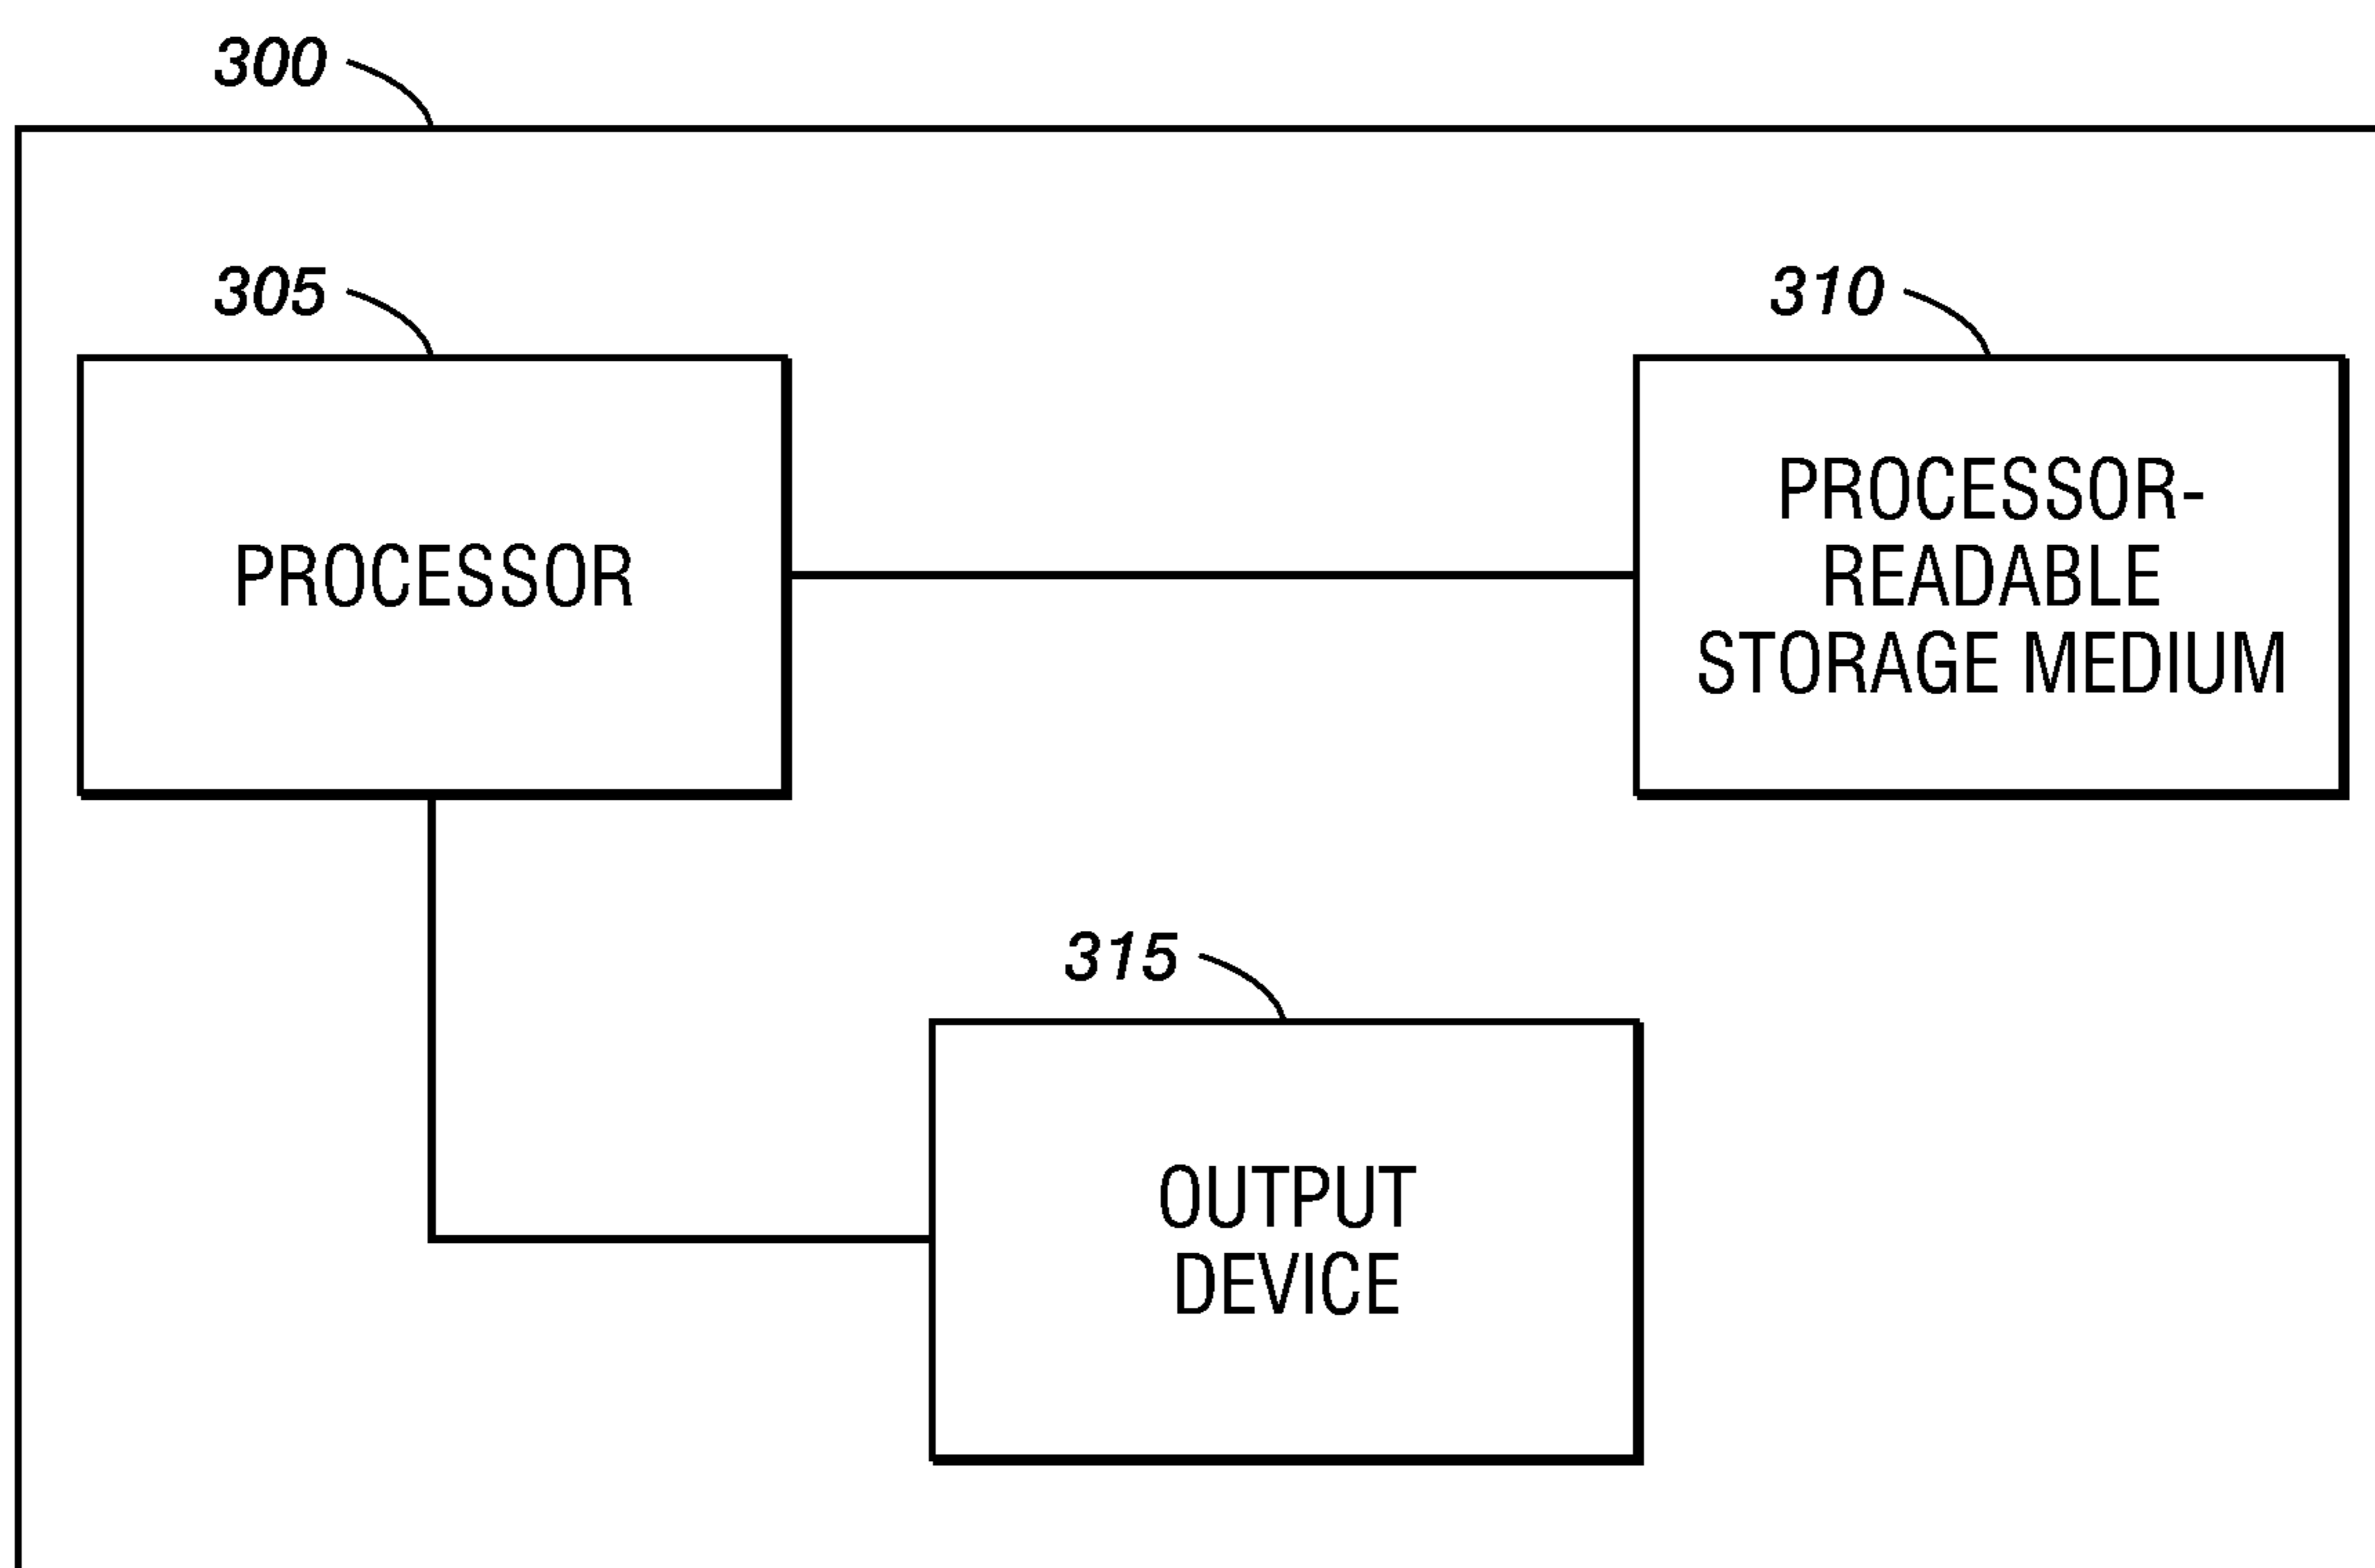 300
305
310
PROCESSOR
PROCESSOR-
READABLE
STORAGE MEDIUM
315
OUTPUT
DEVICE